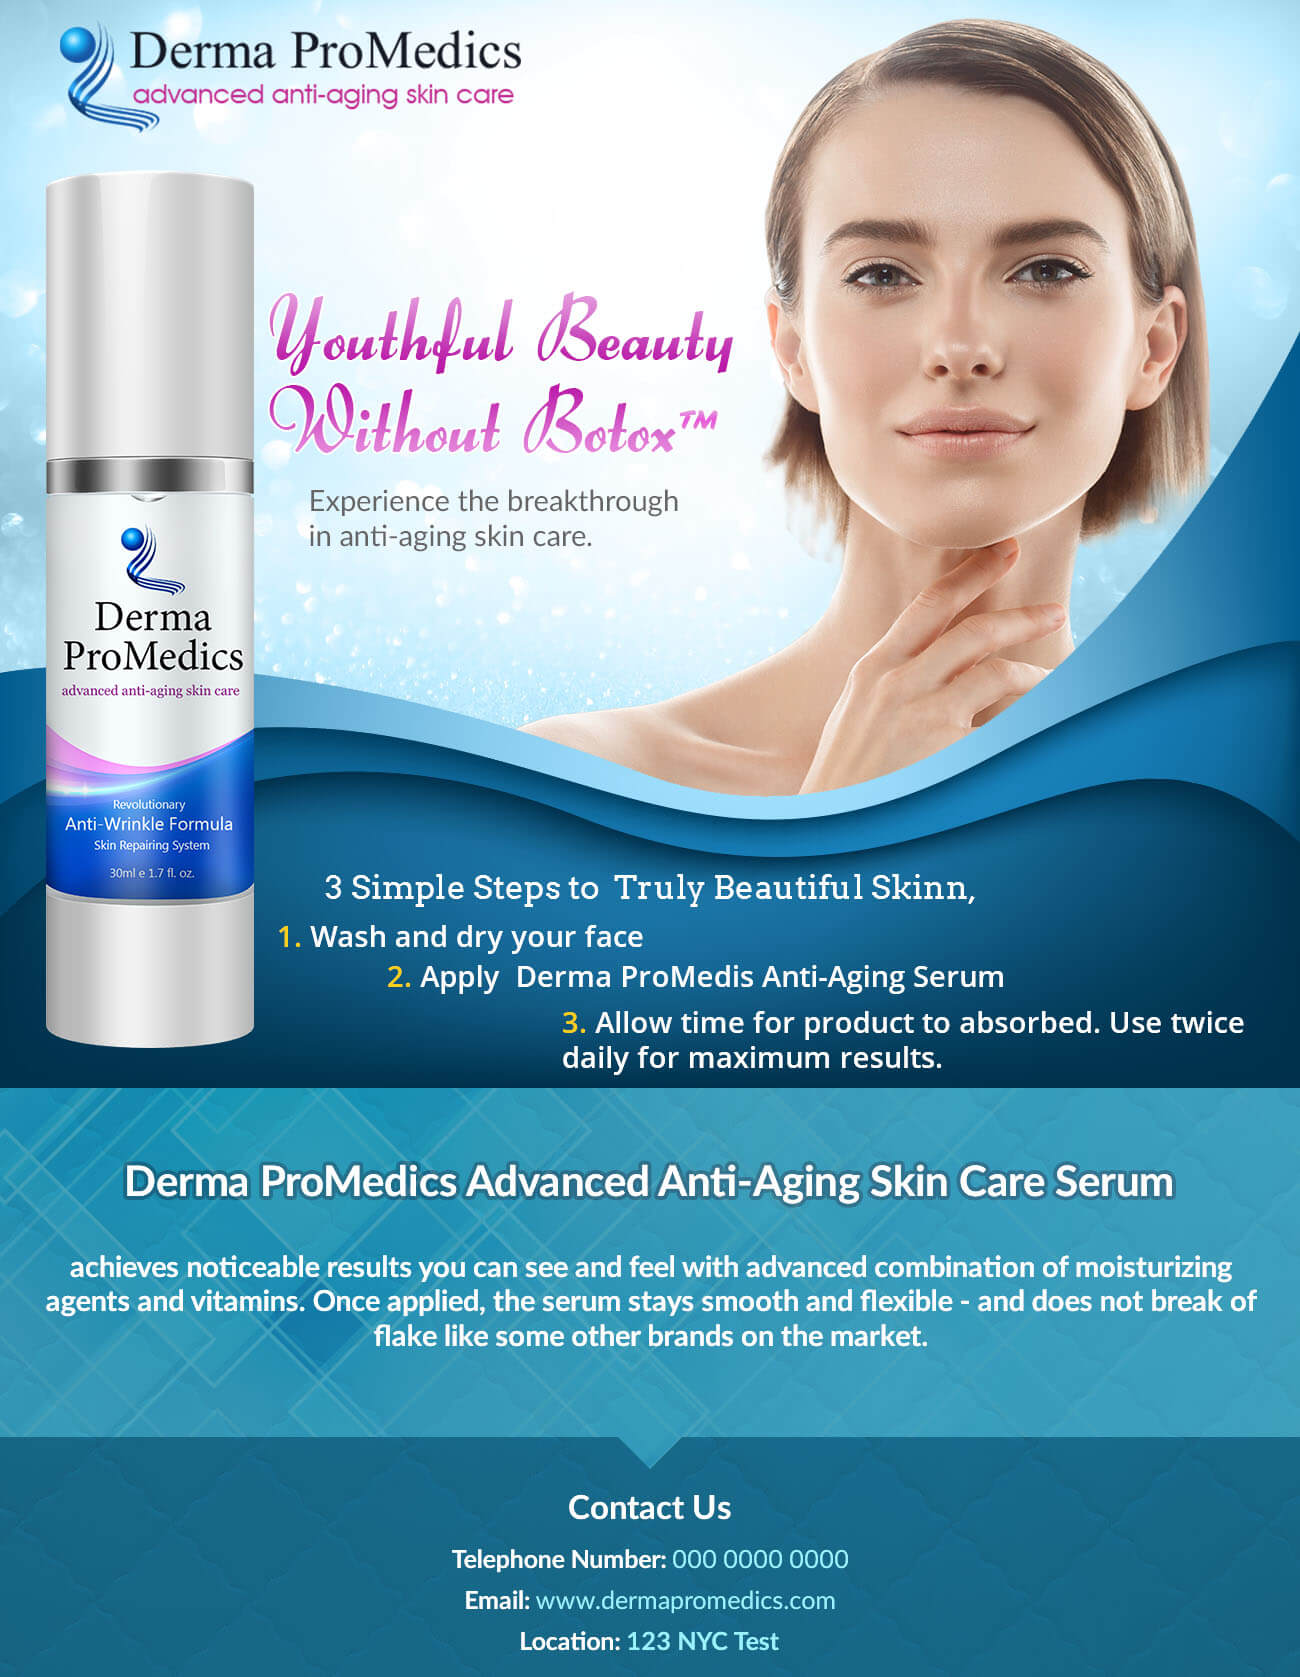 Derma ProMedics
advanced anti-aging skin care
Youthful Beauty
Without Botox™
Experience the breakthrough
in anti-aging skin care.
Derma
ProMedics
advanced anti-aging skin care
Revolutionary
Anti-Wrinkle Formula
Skin Repairing System
30ml e 1.7 fl. oz.
3 Simple Steps to Truly Beautiful Skinn,
1. Wash and dry your face
2. Apply Derma ProMedis Anti-Aging Serum
3. Allow time for product to absorbed. Use twice
daily for maximum results.
Derma ProMedics Advanced Anti-Aging Skin Care Serum
achieves noticeable results you can see and feel with advanced combination of moisturizing
agents and vitamins. Once applied, the serum stays smooth and flexible - and does not break of
flake like some other brands on the market.
Contact Us
Telephone Number: 000 0000 0000
Email: www.dermapromedics.com
Location: 123 NYC Test